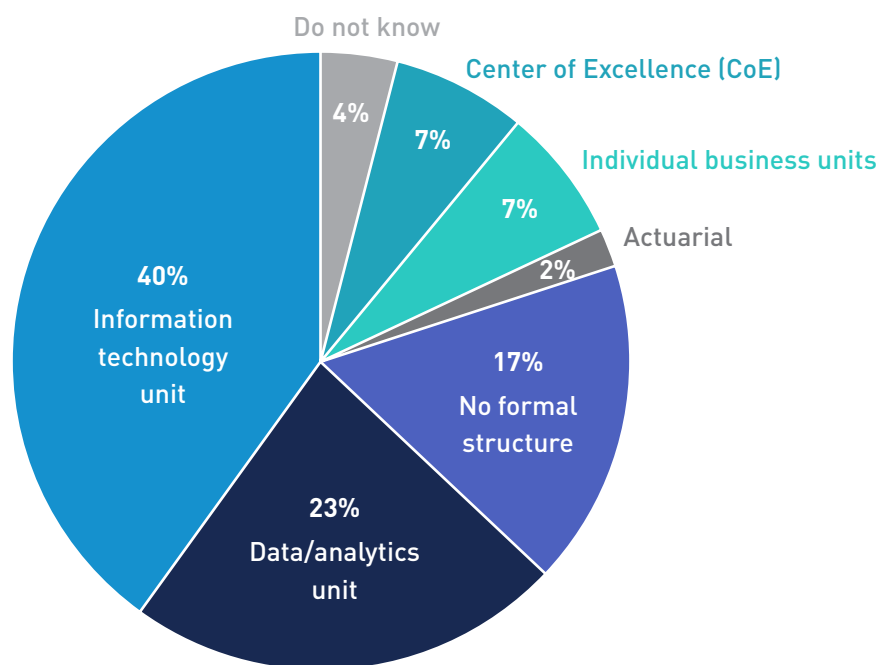 Do not know
4%
Center of Excellence (CoE)
7%
Individual business units
7%
Actuarial
2%
17%
No formal
structure
23%
Data/analytics
unit
40%
Information
technology
unit